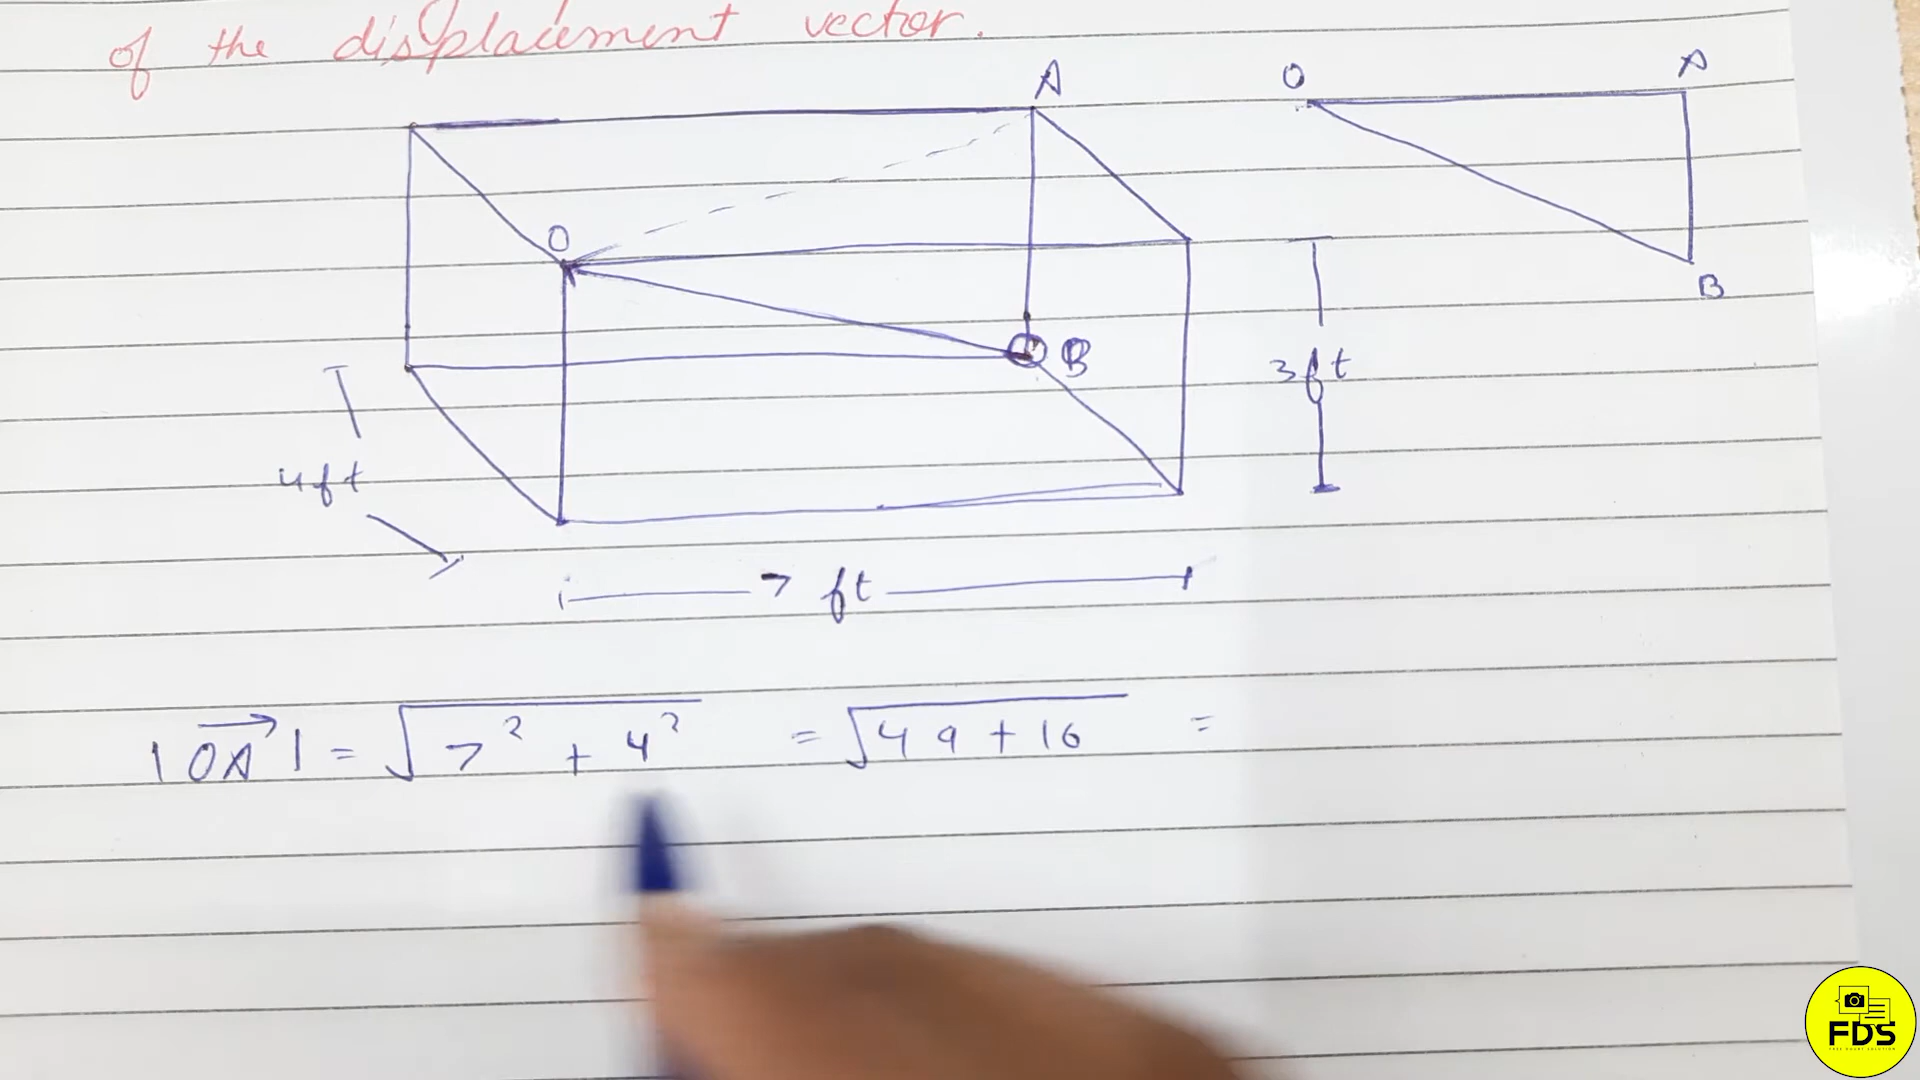 of the displacement vector.
A
O
A
O
B
B
3ft
4ft
7 ft
|OA| = √7² + 4² = √49 + 16 =
FDS